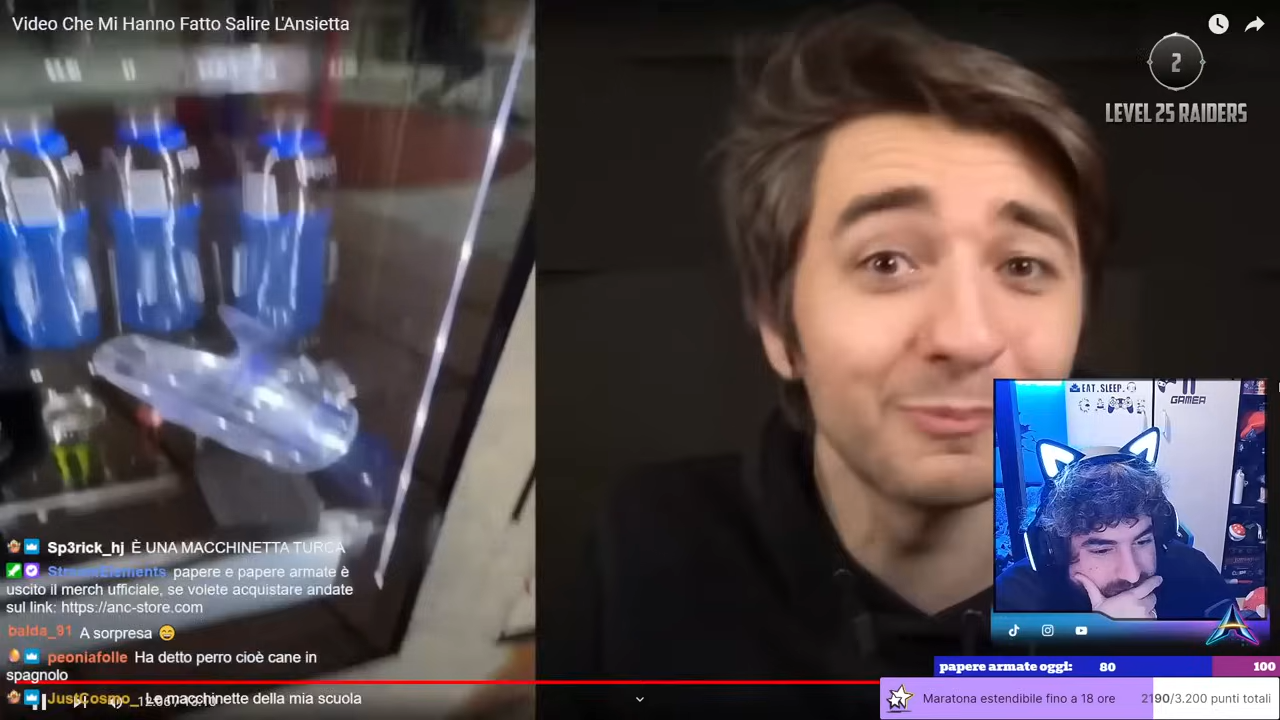 Video Che Mi Hanno Fatto Salire L'Ansietta
2
LEVEL 25 RAIDERS
EAT.SLEEP.
GAMER
Sp3rick_hj È UNA MACCHINETTA TURCA
StreamElements papere e papere armate è
uscito il merch ufficiale, se volete acquistare andate
sul link: https://anc-store.com
balda_91 A sorpresa
peoniafolle Ha detto perro cioè cane in
spagnolo
JustCosmo_ Le macchinette della mia scuola
papere armate oggi: 80 100
Maratona estendibile fino a 18 ore 2190/3.200 punti totali